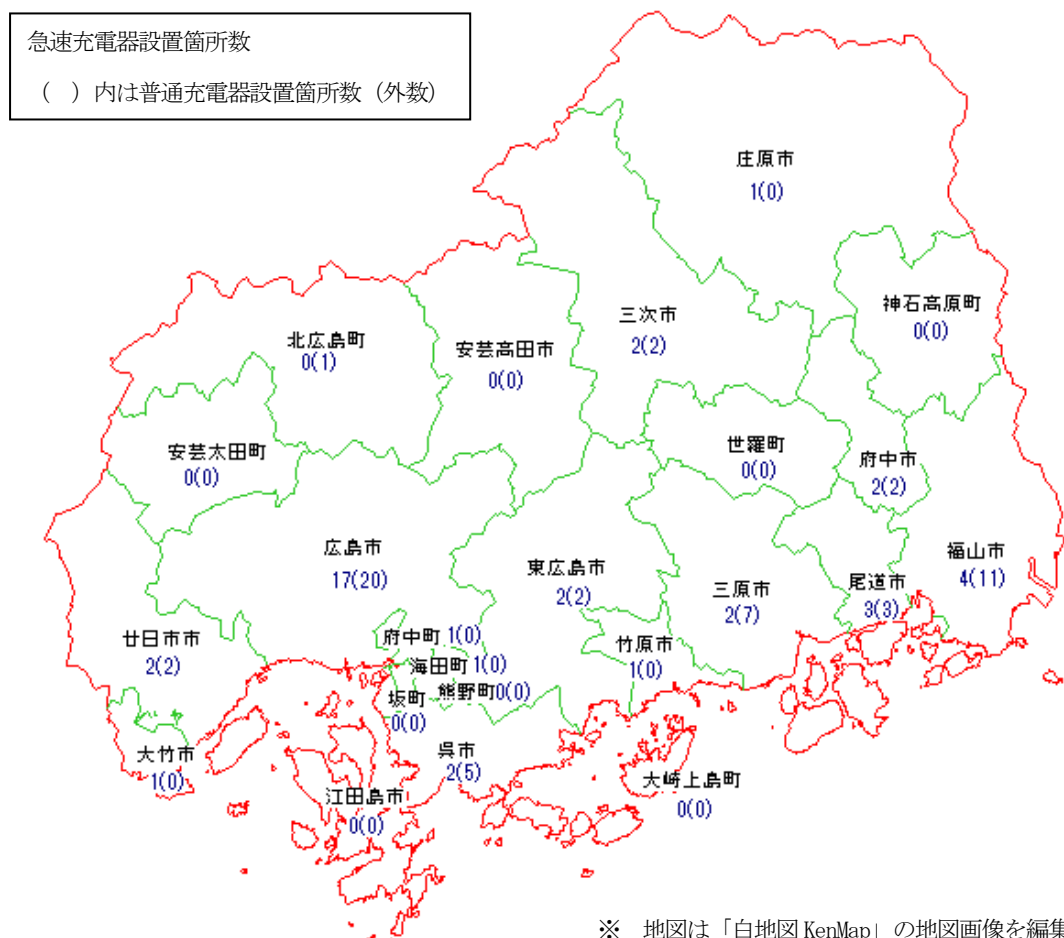 急速充電器設置箇所数
（　）内は普通充電器設置箇所数（外数）
庄原市
1(0)
神石高原町
0(0)
三次市
2(2)
北広島町
0(1)
安芸高田市
0(0)
安芸太田町
0(0)
世羅町
0(0)
府中市
2(2)
広島市
17(20)
東広島市
2(2)
三原市
2(7)
尾道市
3(3)
福山市
4(11)
廿日市市
2(2)
府中町 1(0)
海田町 1(0)
熊野町0(0)
坂町
0(0)
竹原市
1(0)
大竹市
1(0)
呉市
2(5)
江田島市
0(0)
大崎上島町
0(0)
※　地図は「白地図 KenMap」の地図画像を編集